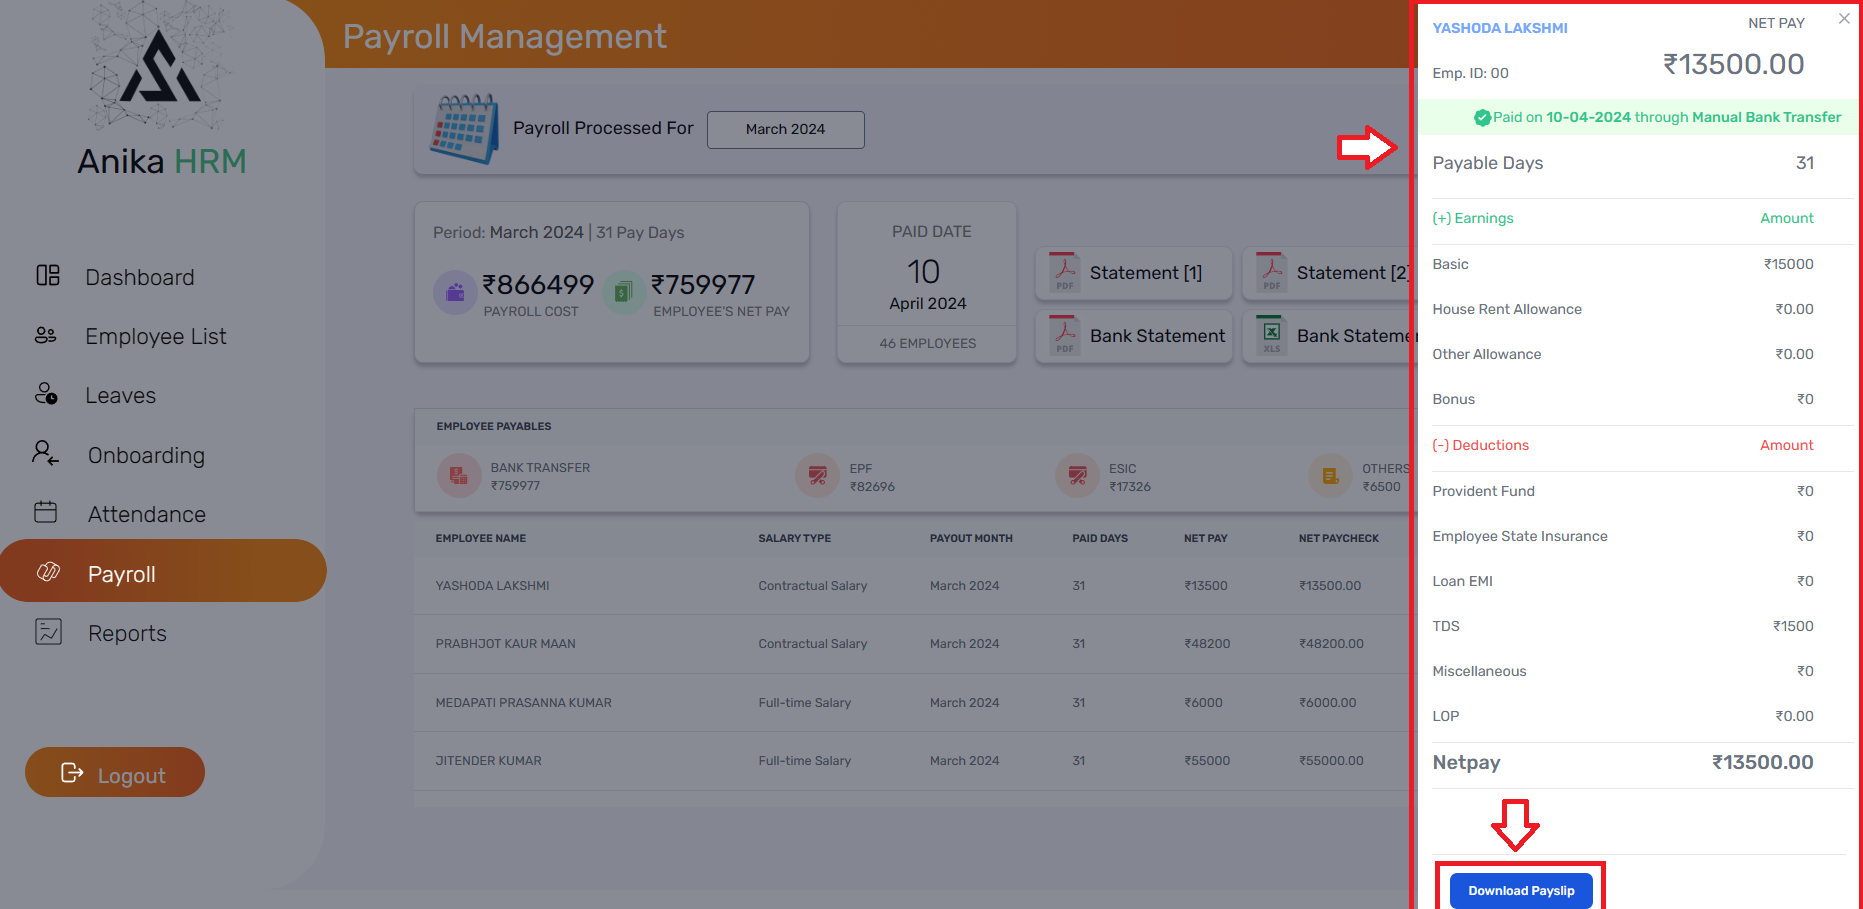 Anika HRM
Dashboard
Employee List
Leaves
Onboarding
Attendance
Payroll
Reports
Logout
Payroll Management
Payroll Processed For March 2024
Period: March 2024 | 31 Pay Days
₹866499 ₹759977
PAYROLL COST EMPLOYEE'S NET PAY
PAID DATE
10
April 2024
46 EMPLOYEES
PDF Statement [1] PDF Statement [2]
PDF Bank Statement XLS Bank Stateme
EMPLOYEE PAYABLES
BANK TRANSFER EPF ESIC OTHERS
₹759977 ₹82696 ₹17326 ₹6500
EMPLOYEE NAME SALARY TYPE PAYOUT MONTH PAID DAYS NET PAY NET PAYCHECK
YASHODA LAKSHMI Contractual Salary March 2024 31 ₹13500 ₹13500.00
PRABHJOT KAUR MAAN Contractual Salary March 2024 31 ₹48200 ₹48200.00
MEDAPATI PRASANNA KUMAR Full-time Salary March 2024 31 ₹6000 ₹6000.00
JITENDER KUMAR Full-time Salary March 2024 31 ₹55000 ₹55000.00
YASHODA LAKSHMI NET PAY
Emp. ID: 00 ₹13500.00
Paid on 10-04-2024 through Manual Bank Transfer
Payable Days 31
(+) Earnings Amount
Basic ₹15000
House Rent Allowance ₹0.00
Other Allowance ₹0.00
Bonus ₹0
(-) Deductions Amount
Provident Fund ₹0
Employee State Insurance ₹0
Loan EMI ₹0
TDS ₹1500
Miscellaneous ₹0
LOP ₹0.00
Netpay ₹13500.00
Download Payslip